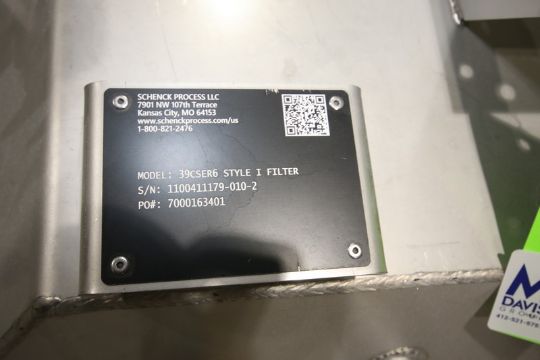 SCHENCK PROCESS LLC
7901 NW 107th Terrace
Kansas City, MO 64153
www.schenckprocess.com/us
1-800-821-2476
MODEL: 39CSER6 STYLE I FILTER
S/N: 1100411179-010-2
PO#: 7000163401
M
DAVIS